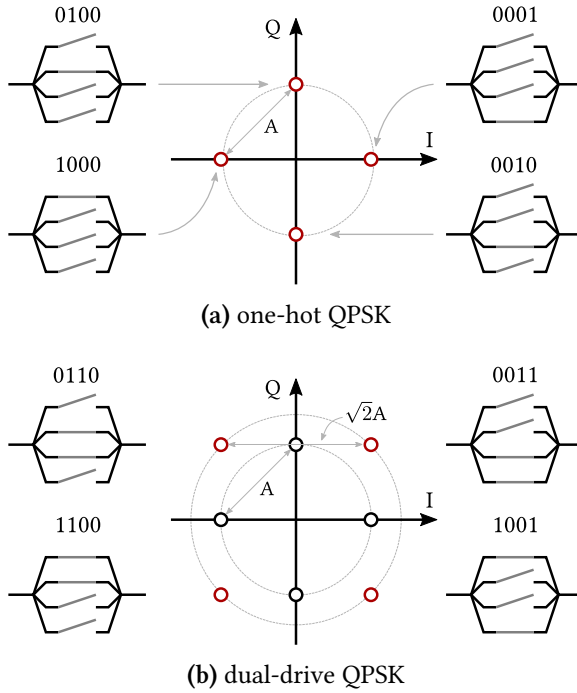 0100
Q
0001
A
I
1000
0010
(a) one-hot QPSK
0110
Q
0011
√2A
A
I
1100
1001
(b) dual-drive QPSK